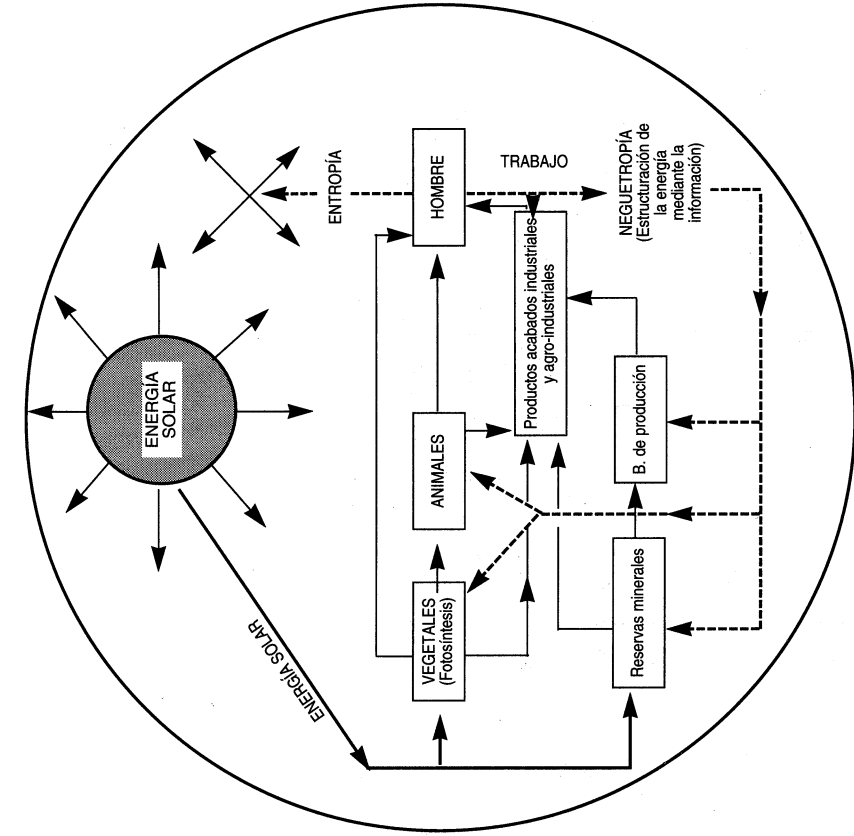 ENERGÍA
SOLAR
ENERGÍA SOLAR
ENTROPÍA
VEGETALES
(Fotosíntesis)
ANIMALES
HOMBRE
TRABAJO
Productos acabados industriales
y agro-industriales
Reservas minerales
B. de producción
NEGUETROPÍA
(Estructuración de
la energía
mediante la
información)